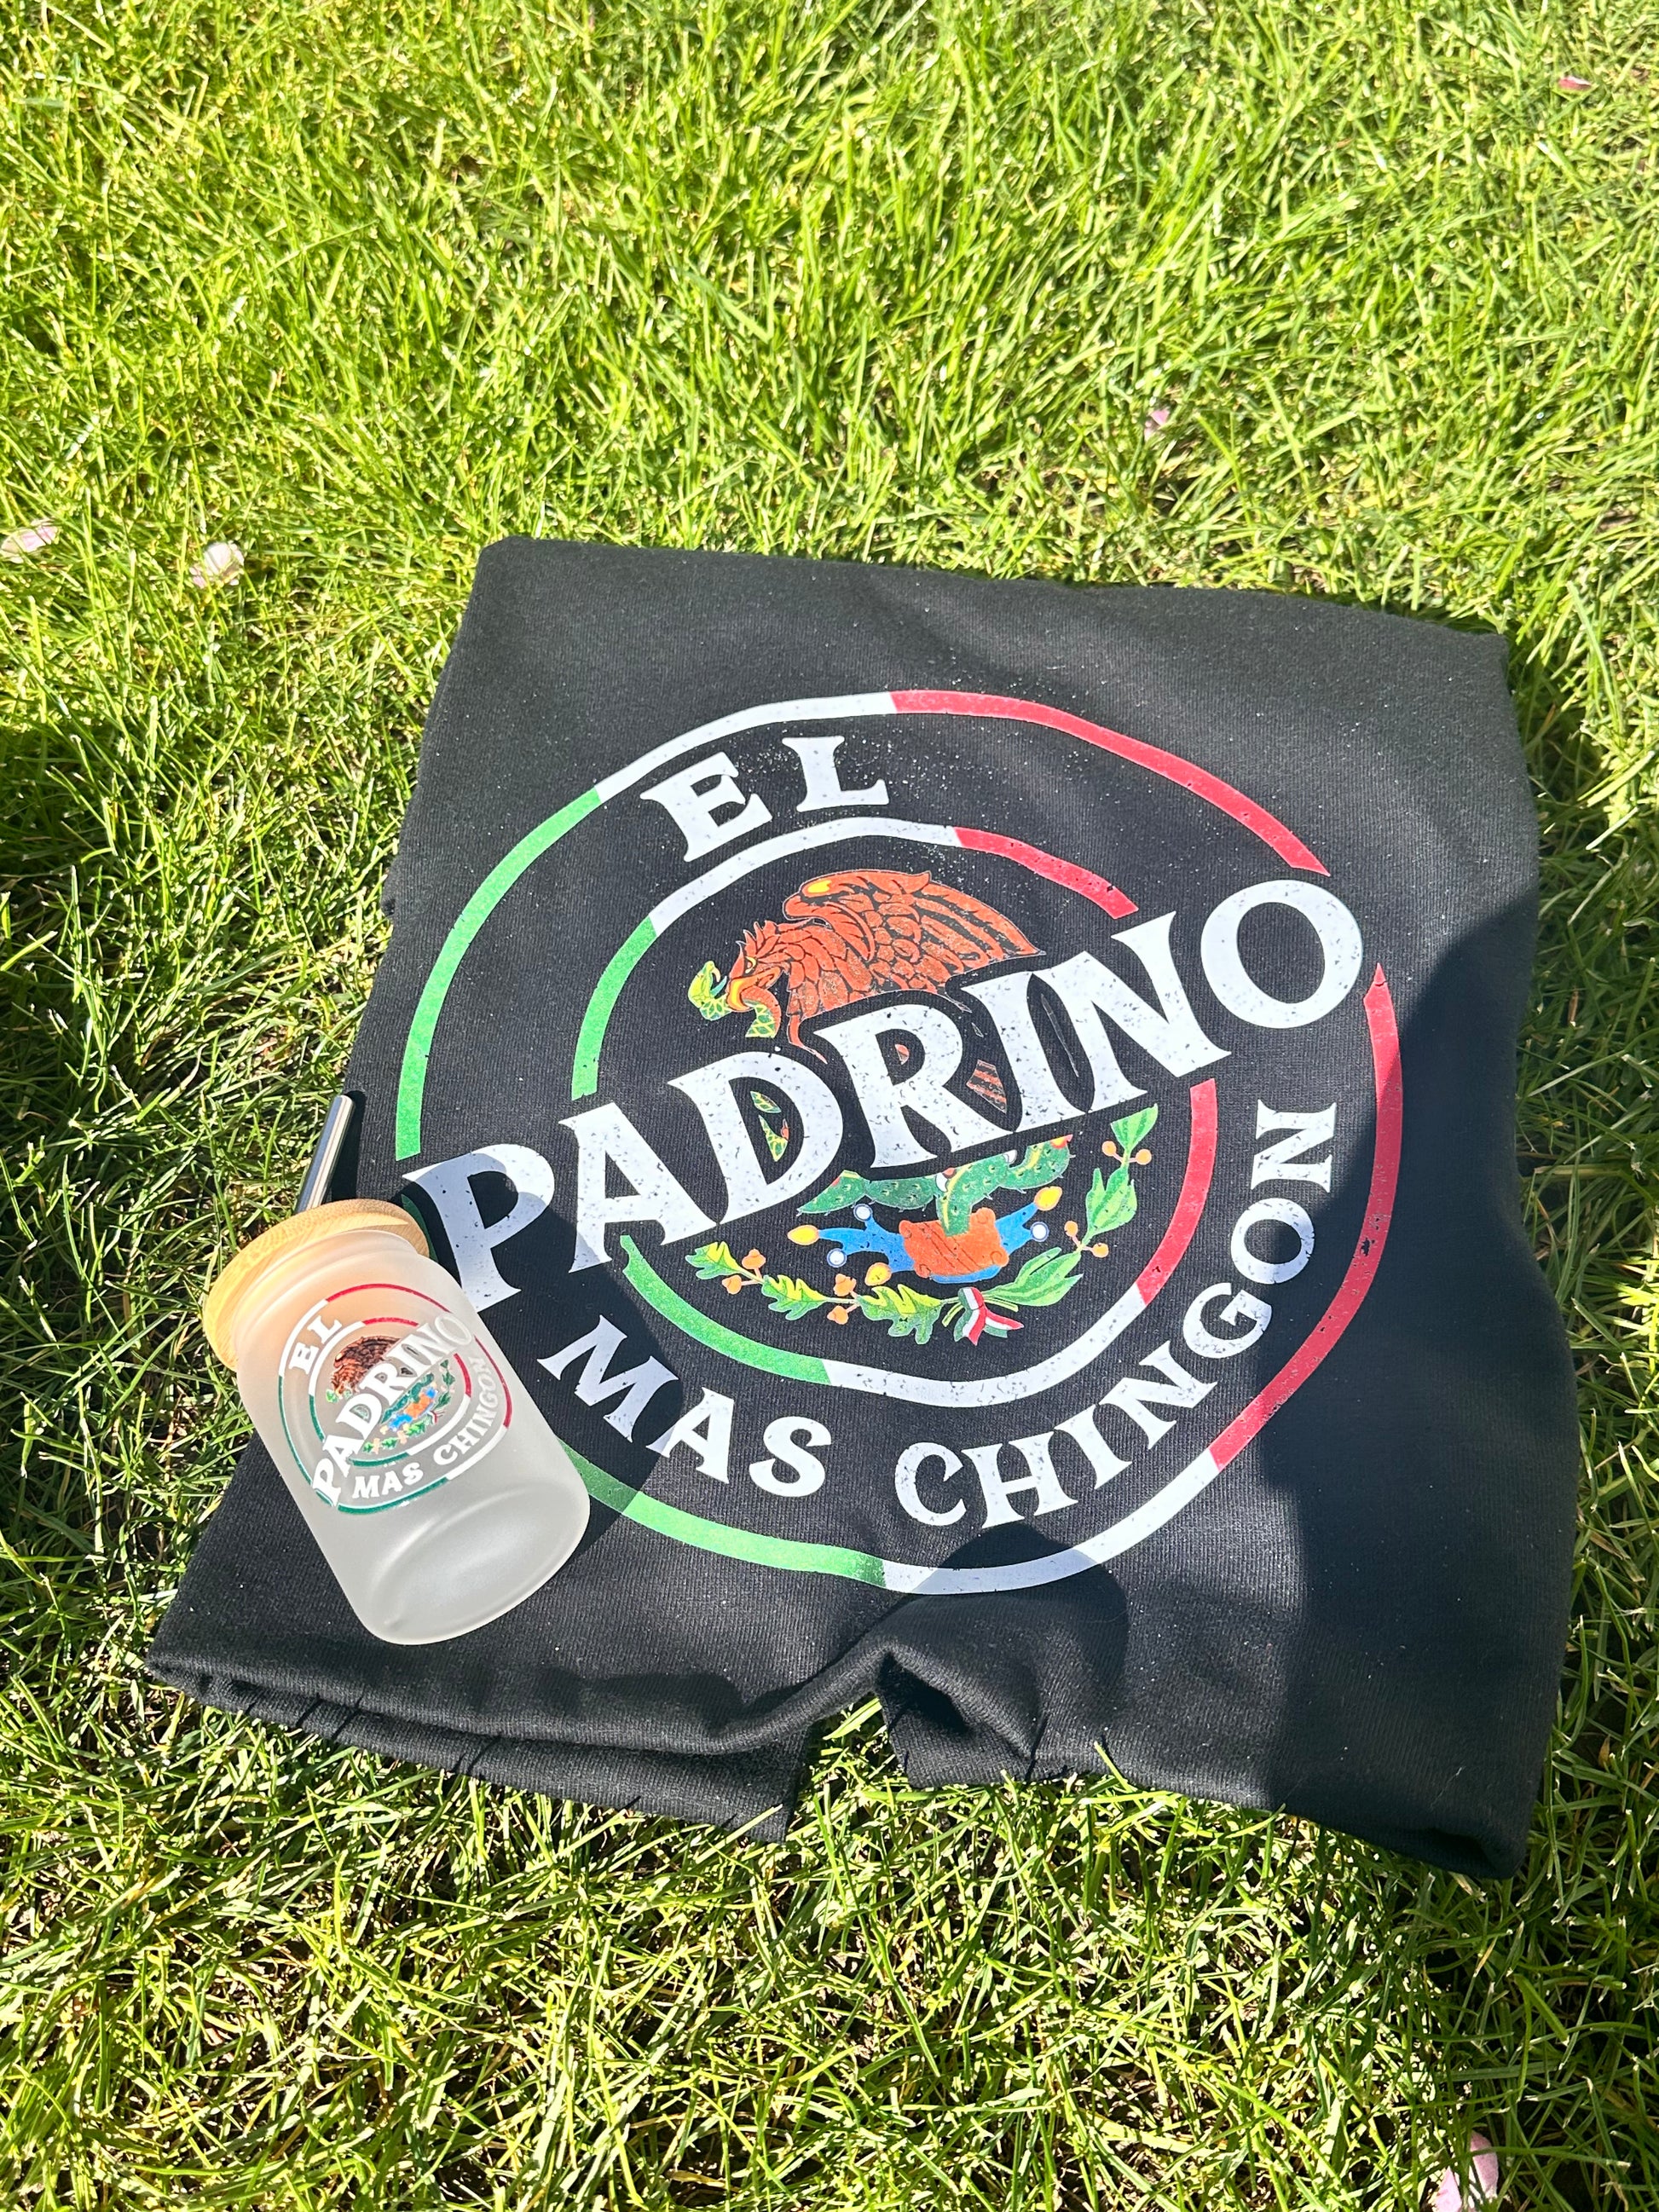 EL
PADRINO
MAS CHINGON
EL
PADRINO
MAS CHINGON